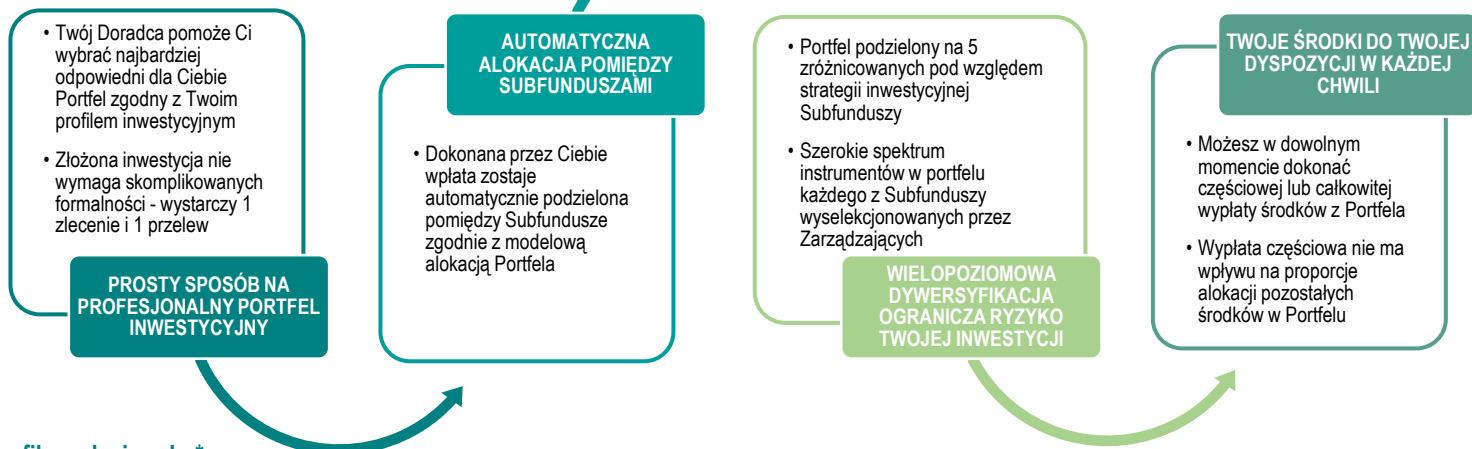 • Twój Doradca pomoże Ci
wybrać najbardziej
odpowiedni dla Ciebie
Portfel zgodny z Twoim
profilem inwestycyjnym
• Złożona inwestycja nie
wymaga skomplikowanych
formalności - wystarczy 1
zlecenie i 1 przelew
PROSTY SPOSÓB NA
PROFESJONALNY PORTFEL
INWESTYCYJNY
AUTOMATYCZNA
ALOKACJA POMIĘDZY
SUBFUNDUSZAMI
• Dokonana przez Ciebie
wpłata zostaje
automatycznie podzielona
pomiędzy Subfundusze
zgodnie z modelową
alokacją Portfela
• Portfel podzielony na 5
zróżnicowanych pod względem
strategii inwestycyjnej
Subfunduszy
• Szerokie spektrum
instrumentów w portfelu
każdego z Subfunduszy
wyselekcjonowanych przez
Zarządzających
WIELOPOZIOMOWA
DYWERSYFIKACJA
OGRANICZA RYZYKO
TWOJEJ INWESTYCJI
TWOJE ŚRODKI DO TWOJEJ
DYSPOZYCJI W KAŻDEJ
CHWILI
• Możesz w dowolnym
momencie dokonać
częściowej lub całkowitej
wypłaty środków z Portfela
• Wypłata częściowa nie ma
wpływu na proporcje
alokacji pozostałych
środków w Portfelu